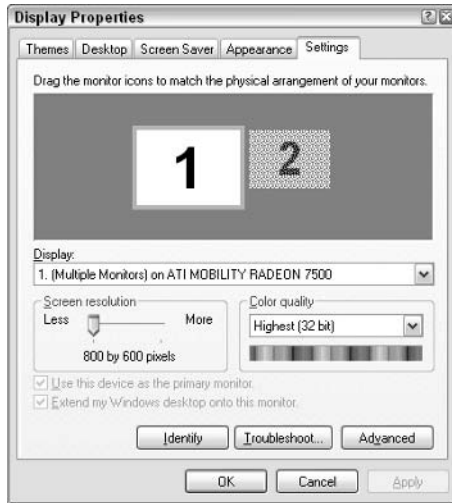 Display Properties
Themes Desktop Screen Saver Appearance Settings
Drag the monitor icons to match the physical arrangement of your monitors.
1 2
Display:
1. (Multiple Monitors) on ATI MOBILITY RADEON 7500
Screen resolution Color quality
Less More Highest (32 bit)
800 by 600 pixels
Use this device as the primary monitor.
Extend my Windows desktop onto this monitor.
Identify Troubleshoot... Advanced
OK Cancel Apply